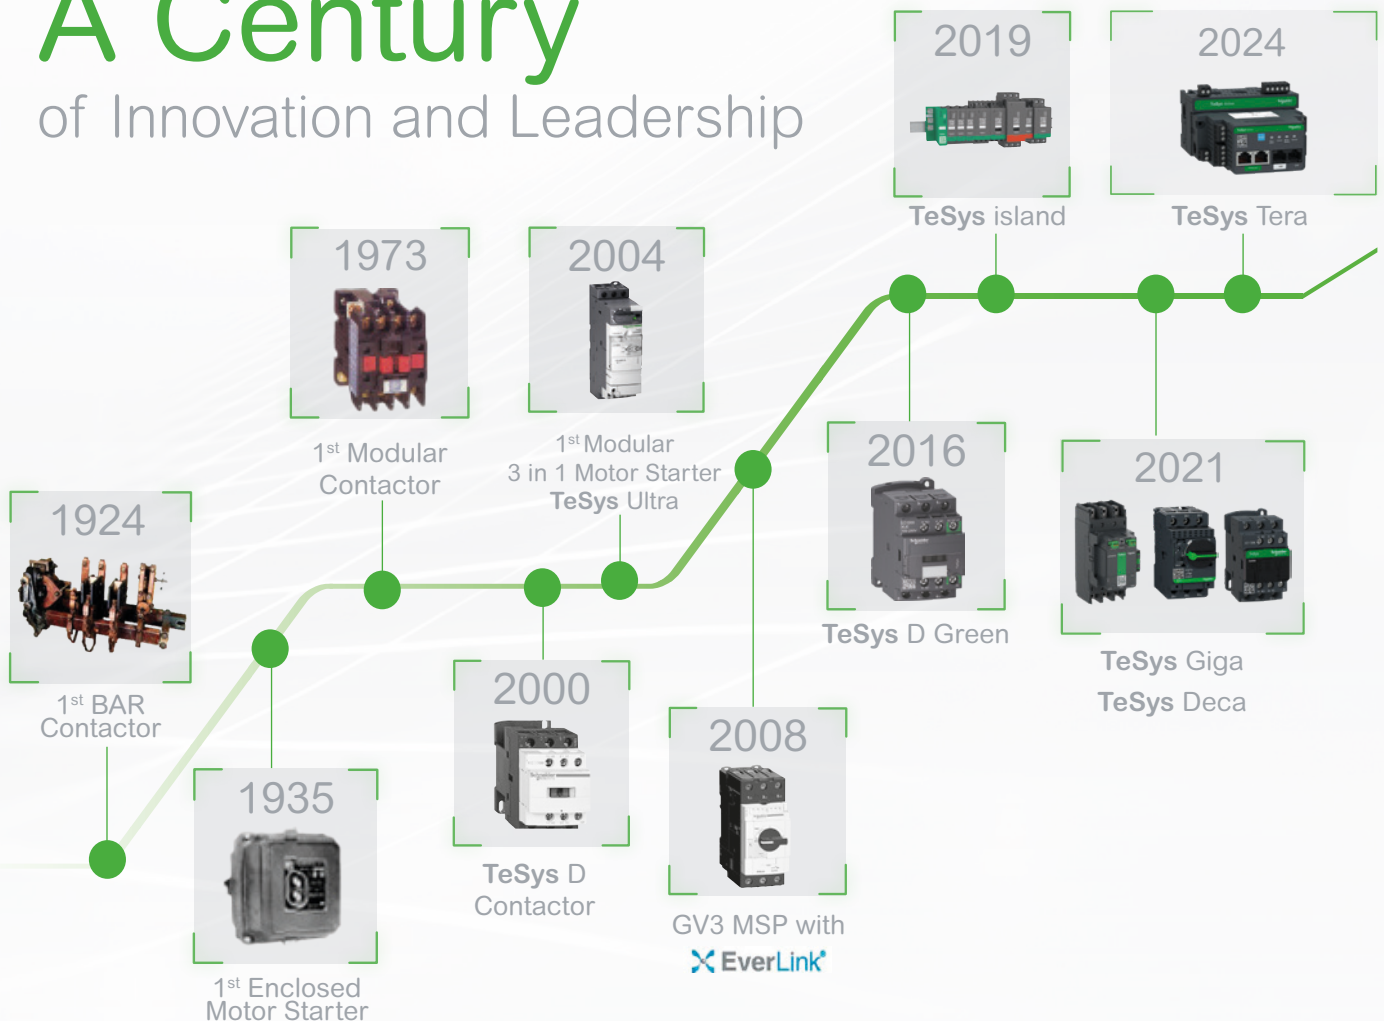 A Century
of Innovation and Leadership
1924
1st BAR
Contactor
1935
1st Enclosed
Motor Starter
1973
1st Modular
Contactor
2000
TeSys D
Contactor
2004
1st Modular
3 in 1 Motor Starter
TeSys Ultra
2008
GV3 MSP with
EverLink®
2016
TeSys D Green
2019
TeSys island
2021
TeSys Giga
TeSys Deca
2024
TeSys Tera